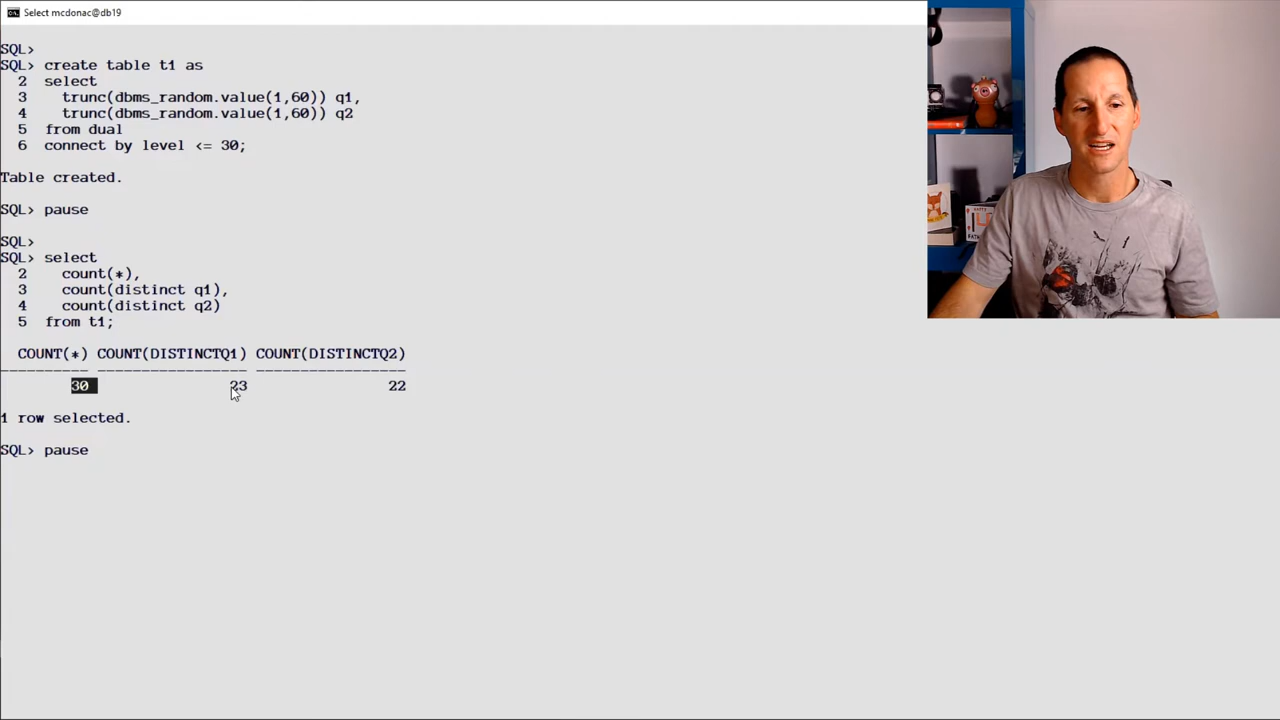 Select mcdonac@db19
SQL>
SQL> create table t1 as
2 select
3 trunc(dbms_random.value(1,60)) q1,
4 trunc(dbms_random.value(1,60)) q2
5 from dual
6 connect by level <= 30;
Table created.
SQL> pause
SQL>
SQL> select
2 count(*),
3 count(distinct q1),
4 count(distinct q2)
5 from t1;
COUNT(*) COUNT(DISTINCTQ1) COUNT(DISTINCTQ2)
---------- ----------------- -----------------
30 23 22
1 row selected.
SQL> pause